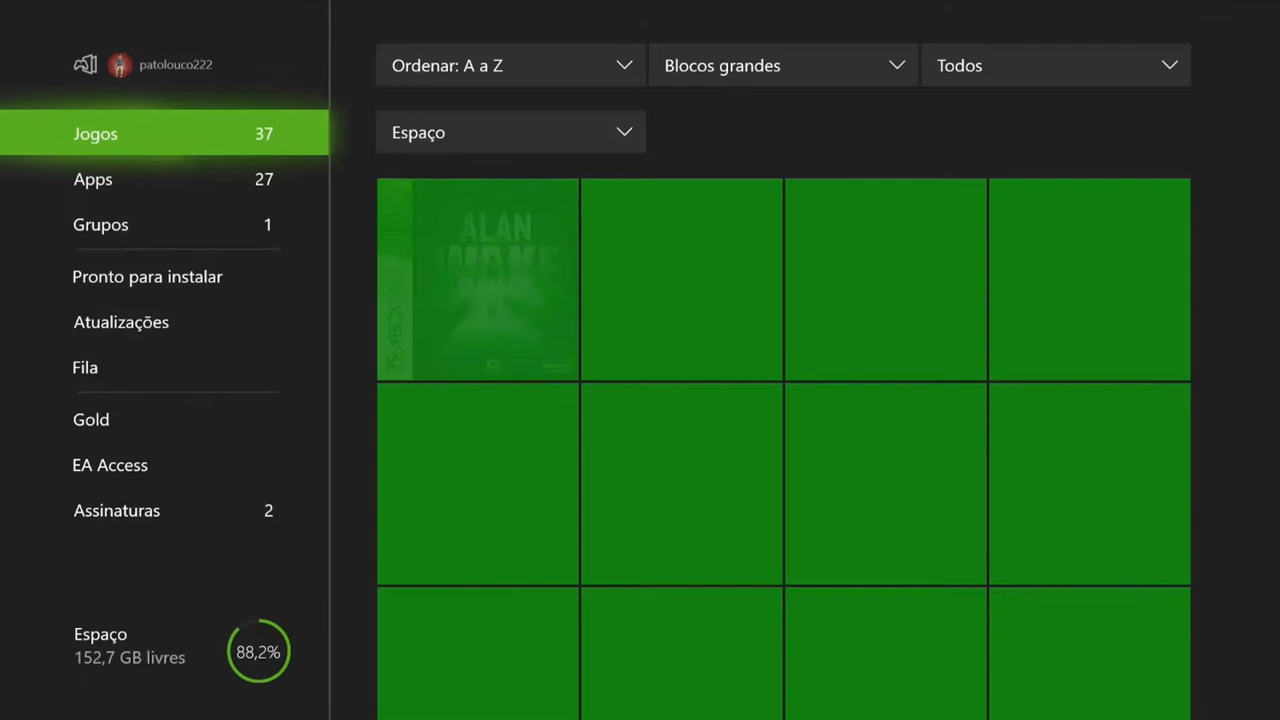 patolouco222
Jogos 37
Apps 27
Grupos 1
Pronto para instalar
Atualizações
Fila
Gold
EA Access
Assinaturas 2
Espaço
152,7 GB livres
88,2%
Ordenar: A a Z
Blocos grandes
Todos
Espaço
ALAN
WAKE
XBOX 360